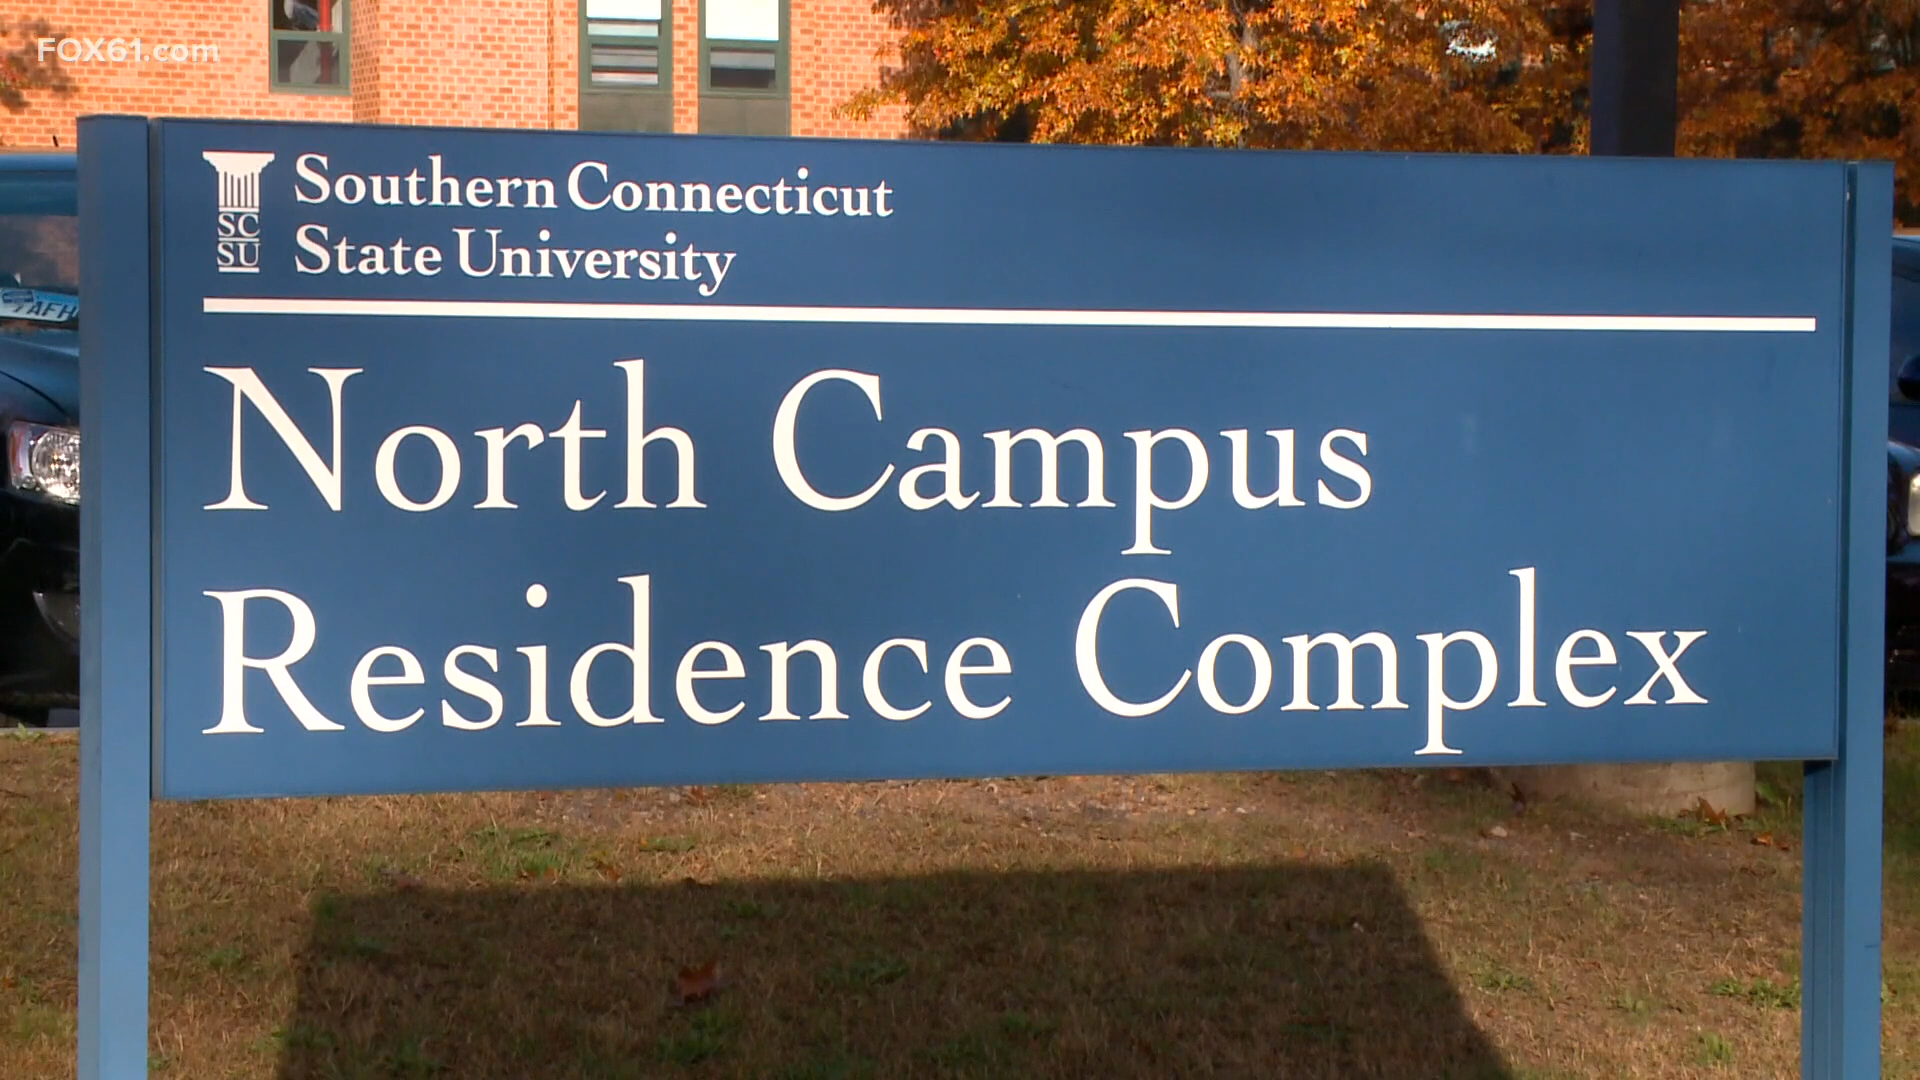 FOX61.com
SC
SU
Southern Connecticut
State University
North Campus
Residence Complex